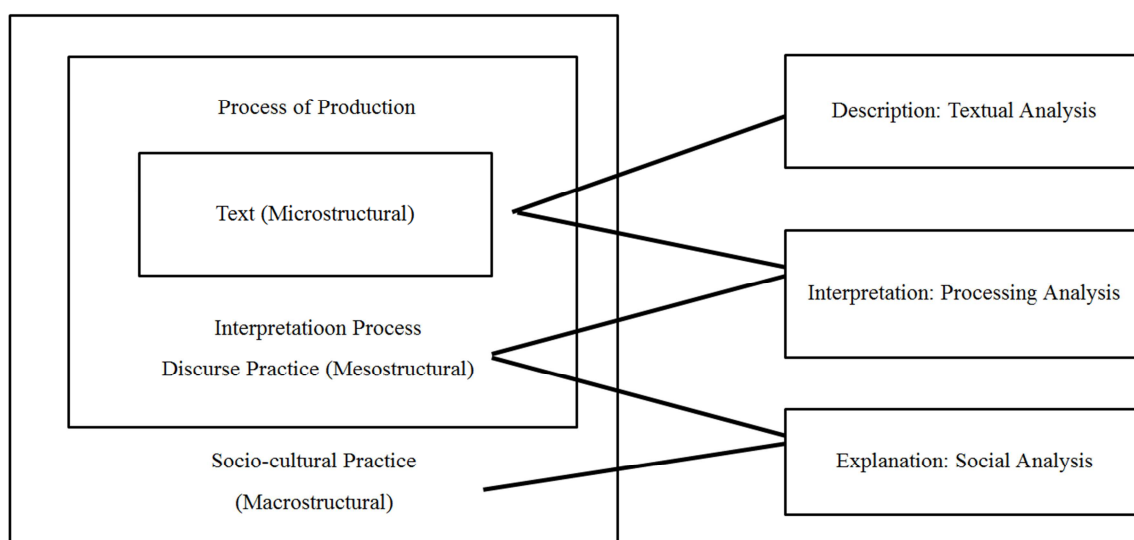 Process of Production
Text (Microstructural)
Interpretatioon Process
Discurse Practice (Mesostructural)
Socio-cultural Practice
(Macrostructural)
Description: Textual Analysis
Interpretation: Processing Analysis
Explanation: Social Analysis